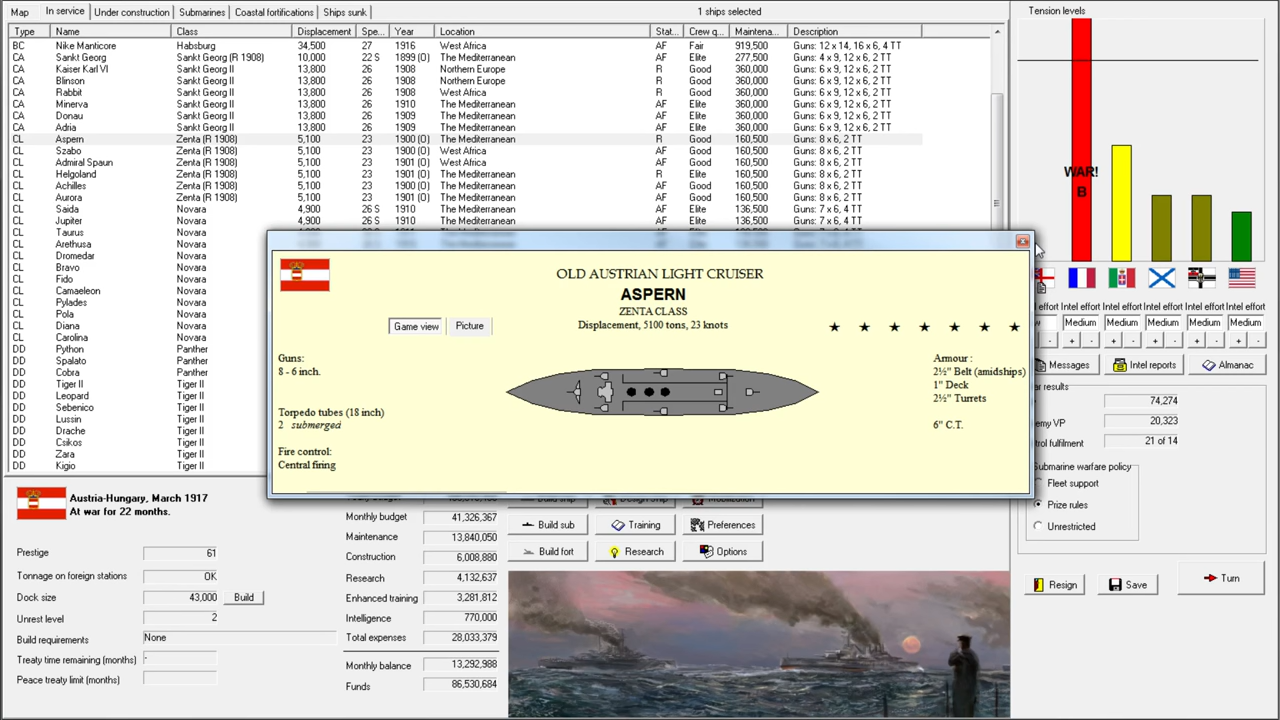 Map In service Under construction Submarines Coastal fortifications Ships sunk 1 ships selected Tension levels
Type Name Class Displacement Spe... Year Location Stat... Crew q... Maintena... Description
BC Nike Manticore Habsburg 34,500 27 1916 West Africa AF Fair 919,500 Guns: 12 x 14, 16 x 6, 4 TT
CA Sankt Georg Sankt Georg (R 1908) 10,000 22 S 1899 (O) The Mediterranean AF Elite 277,500 Guns: 4 x 9, 12 x 6, 2 TT
CA Kaiser Karl VI Sankt Georg II 13,800 26 1908 Northern Europe R Good 360,000 Guns: 6 x 9, 12 x 6, 2 TT
CA Blinson Sankt Georg II 13,800 26 1908 Northern Europe R Good 360,000 Guns: 6 x 9, 12 x 6, 2 TT
CA Rabbit Sankt Georg II 13,800 26 1908 West Africa R Good 360,000 Guns: 6 x 9, 12 x 6, 2 TT
CA Minerva Sankt Georg II 13,800 26 1910 The Mediterranean AF Elite 360,000 Guns: 6 x 9, 12 x 6, 2 TT
CA Donau Sankt Georg II 13,800 26 1909 The Mediterranean AF Elite 360,000 Guns: 6 x 9, 12 x 6, 2 TT
CA Adria Sankt Georg II 13,800 26 1909 The Mediterranean AF Elite 360,000 Guns: 6 x 9, 12 x 6, 2 TT
CL Aspern Zenta (R 1908) 5,100 23 1900 (O) The Mediterranean R Good 160,500 Guns: 8 x 6, 2 TT
CL Szabo Zenta (R 1908) 5,100 23 1900 (O) West Africa AF Good 160,500 Guns: 8 x 6, 2 TT
CL Admiral Spaun Zenta (R 1908) 5,100 23 1901 (O) West Africa AF Good 160,500 Guns: 8 x 6, 2 TT
CL Helgoland Zenta (R 1908) 5,100 23 1901 (O) The Mediterranean R Elite 160,500 Guns: 8 x 6, 2 TT
CL Achilles Zenta (R 1908) 5,100 23 1900 (O) The Mediterranean AF Good 160,500 Guns: 8 x 6, 2 TT
CL Aurora Zenta (R 1908) 5,100 23 1901 (O) The Mediterranean AF Elite 160,500 Guns: 8 x 6, 2 TT
CL Saida Novara 4,900 26 S 1910 The Mediterranean AF Elite 136,500 Guns: 7 x 6, 4 TT
CL Jupiter Novara 4,900 26 S 1910 The Mediterranean AF Elite 136,500 Guns: 7 x 6, 4 TT
CL Taurus Novara
CL Arethusa Novara
CL Dromedar Novara
CL Bravo Novara
CL Fido Novara
CL Camaeleon Novara
CL Pylades Novara
CL Pola Novara
CL Diana Novara
CL Carolina Novara
DD Python Panther
DD Spalato Panther
DD Cobra Panther
DD Tiger II Tiger II
DD Leopard Tiger II
DD Sebenico Tiger II
DD Lussin Tiger II
DD Drache Tiger II
DD Csikos Tiger II
DD Zara Tiger II
DD Kigio Tiger II
WAR!
B
OLD AUSTRIAN LIGHT CRUISER
ASPERN
ZENTA CLASS
Displacement, 5100 tons, 23 knots
Game view Picture
★ ★ ★ ★ ★ ★ ★
Guns:
8 - 6 inch.
Torpedo tubes (18 inch)
2 submerged
Fire control:
Central firing
Armour :
2½" Belt (amidships)
1" Deck
2½" Turrets
6" C.T.
effort Intel effort Intel effort Intel effort Intel effort Intel effort
Medium Medium Medium Medium Medium
- + - + - + - + - + -
Messages Intel reports Almanac
results
74,274
emy VP 20,323
trol fulfilment 21 of 14
ubmarine warfare policy
Fleet support
Prize rules
Unrestricted
Resign Save Turn
Austria-Hungary, March 1917
At war for 22 months.
Prestige 61
Tonnage on foreign stations OK
Dock size 43,000 Build
Unrest level 2
Build requirements None
Treaty time remaining (months) -
Peace treaty limit (months)
Monthly budget 41,326,367
Maintenance 13,840,050
Construction 6,008,880
Research 4,132,637
Enhanced training 3,281,812
Intelligence 770,000
Total expenses 28,033,379
Monthly balance 13,292,988
Funds 86,530,684
Build ship Design ship
Build sub Training Preferences
Build fort Research Options